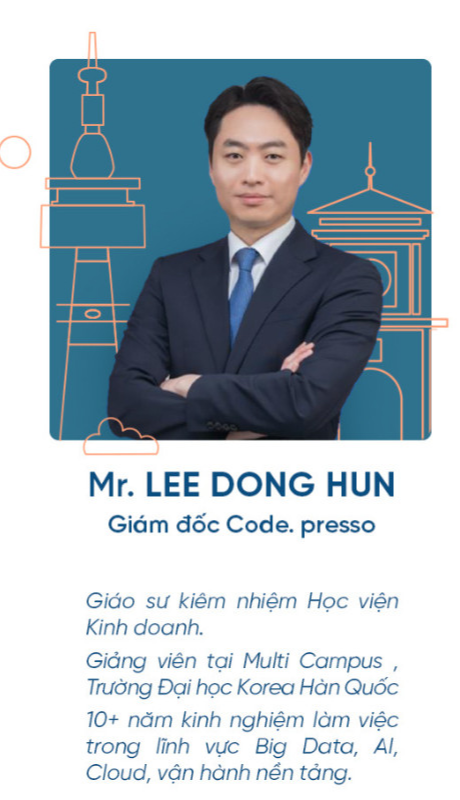 Mr. LEE DONG HUN
Giám đốc Code. presso
Giáo sư kiêm nhiệm Học viện
Kinh doanh.
Giảng viên tại Multi Campus ,
Trường Đại học Korea Hàn Quốc
10+ năm kinh nghiệm làm việc
trong lĩnh vực Big Data, AI,
Cloud, vận hành nền tảng.